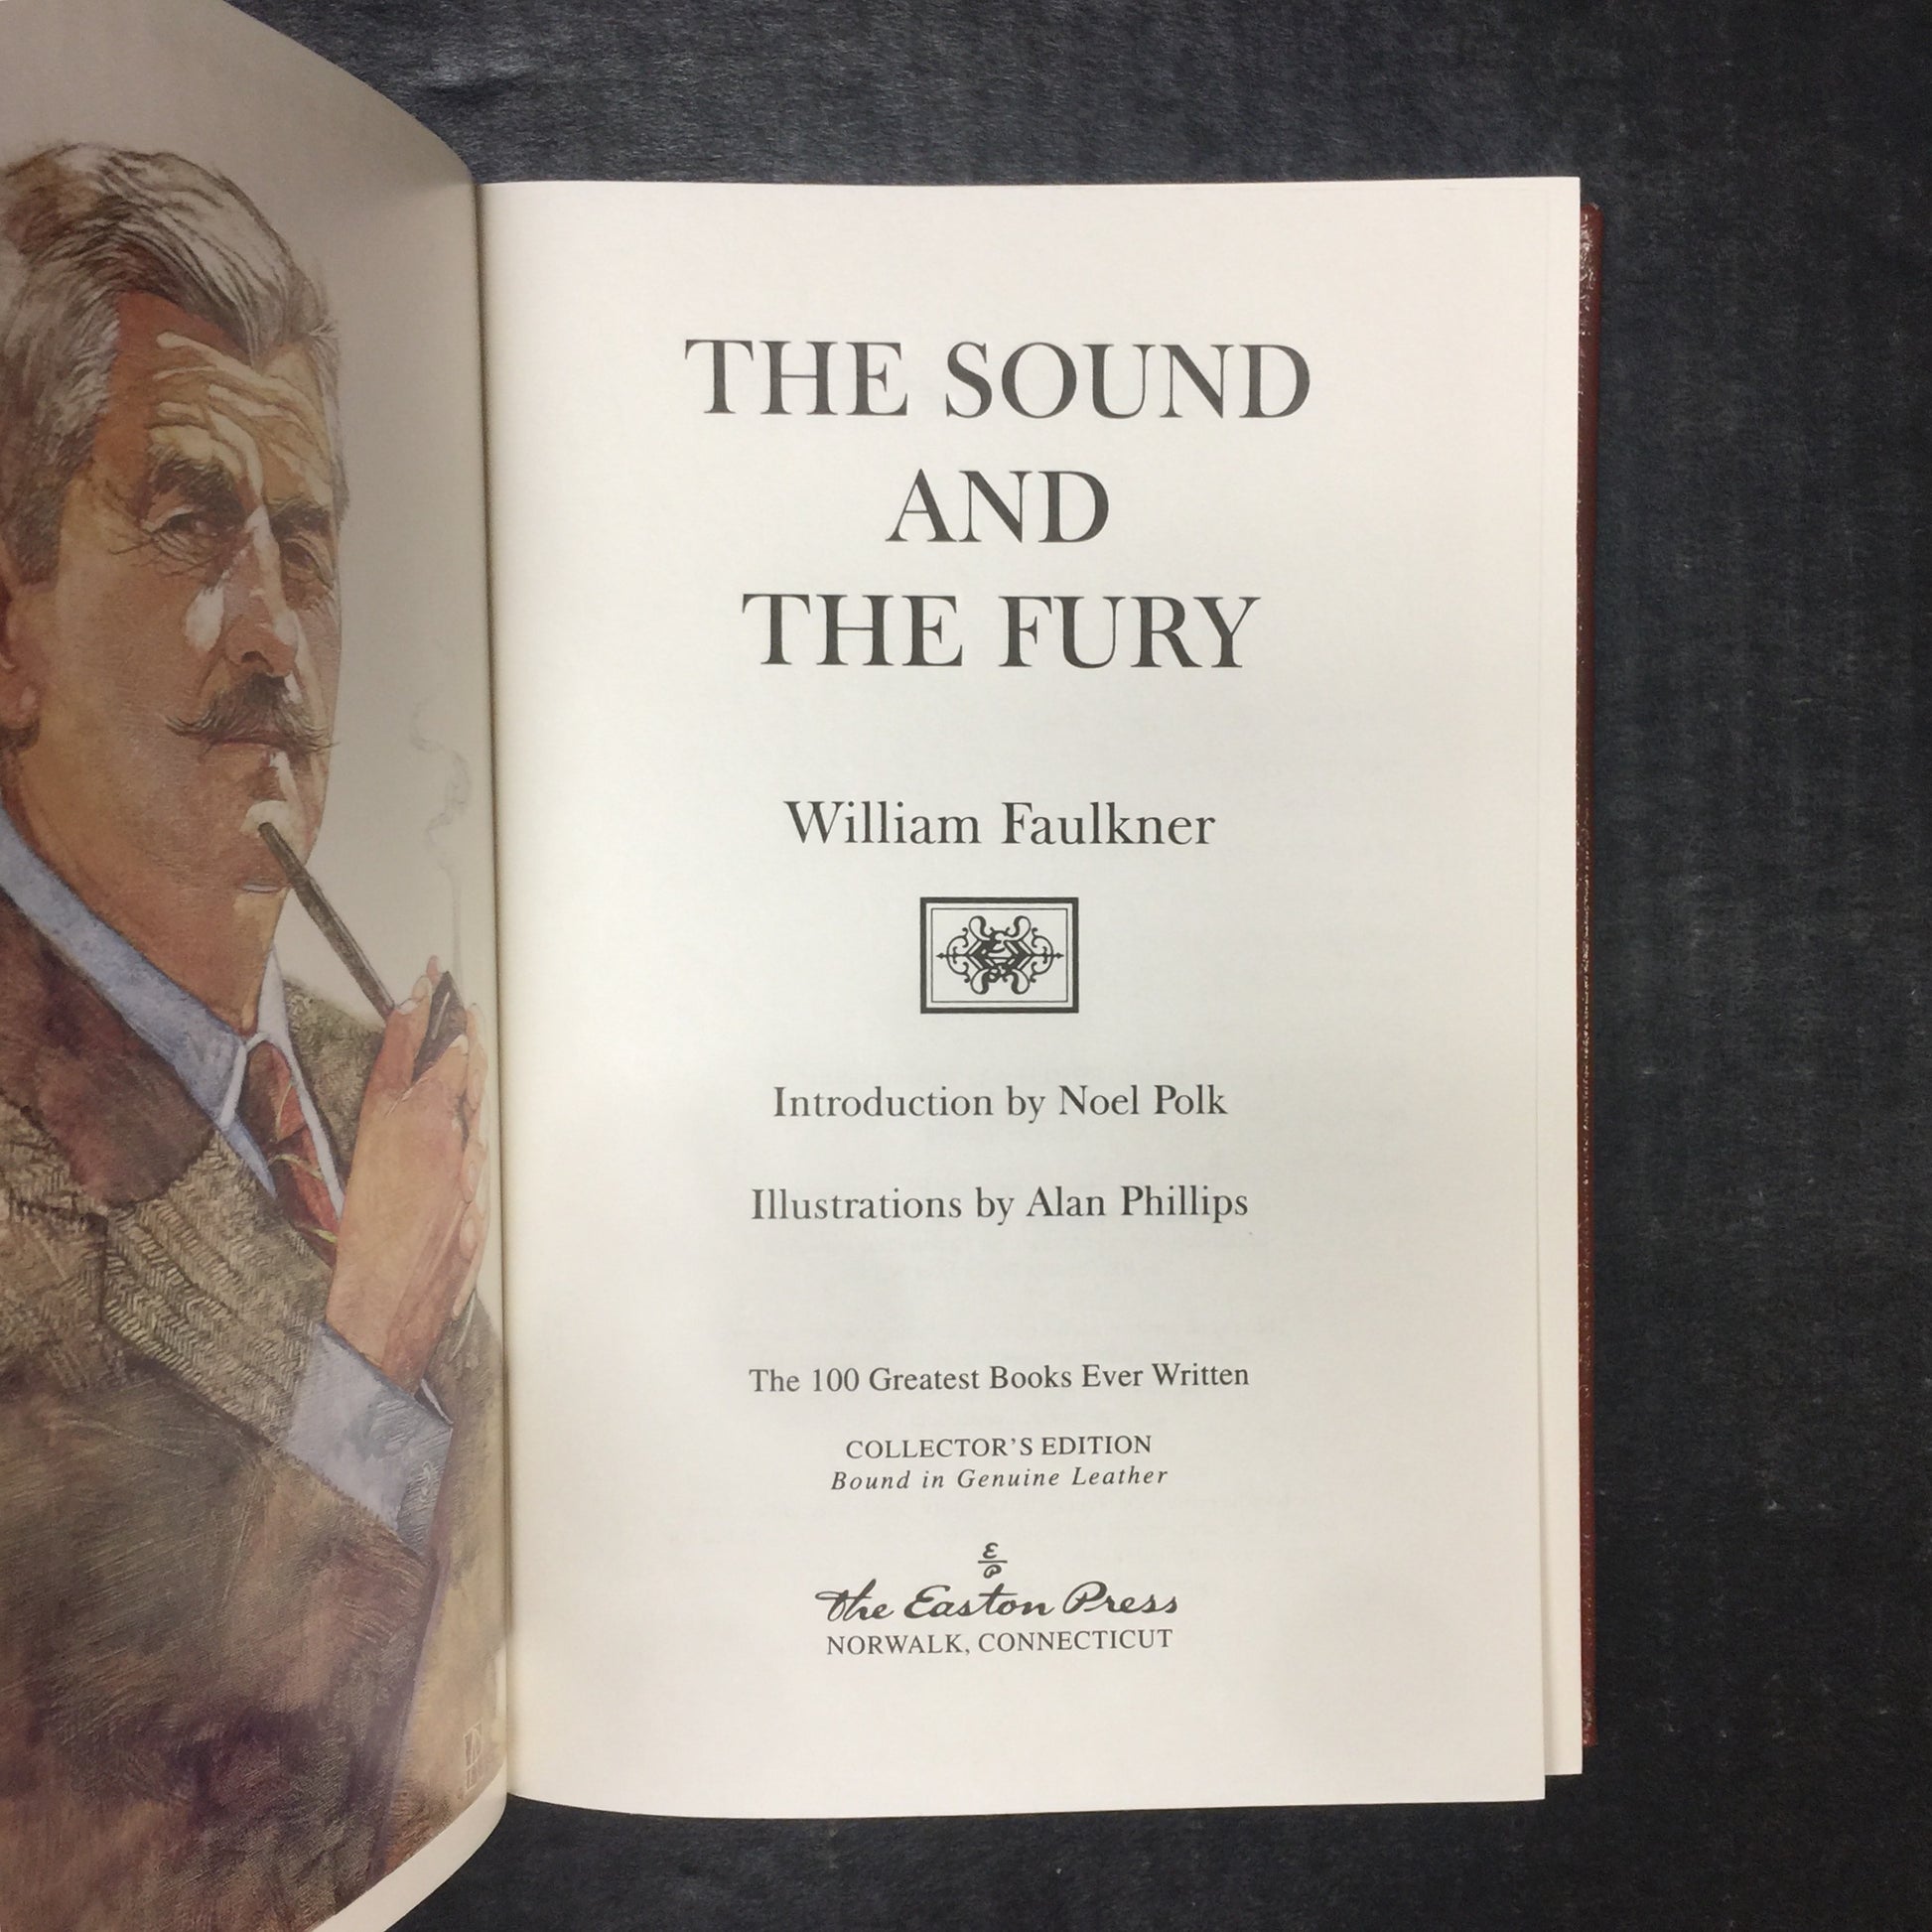 THE SOUND
AND
THE FURY
William Faulkner
Introduction by Noel Polk
Illustrations by Alan Phillips
The 100 Greatest Books Ever Written
COLLECTOR'S EDITION
Bound in Genuine Leather
E
P
The Easton Press
NORWALK, CONNECTICUT